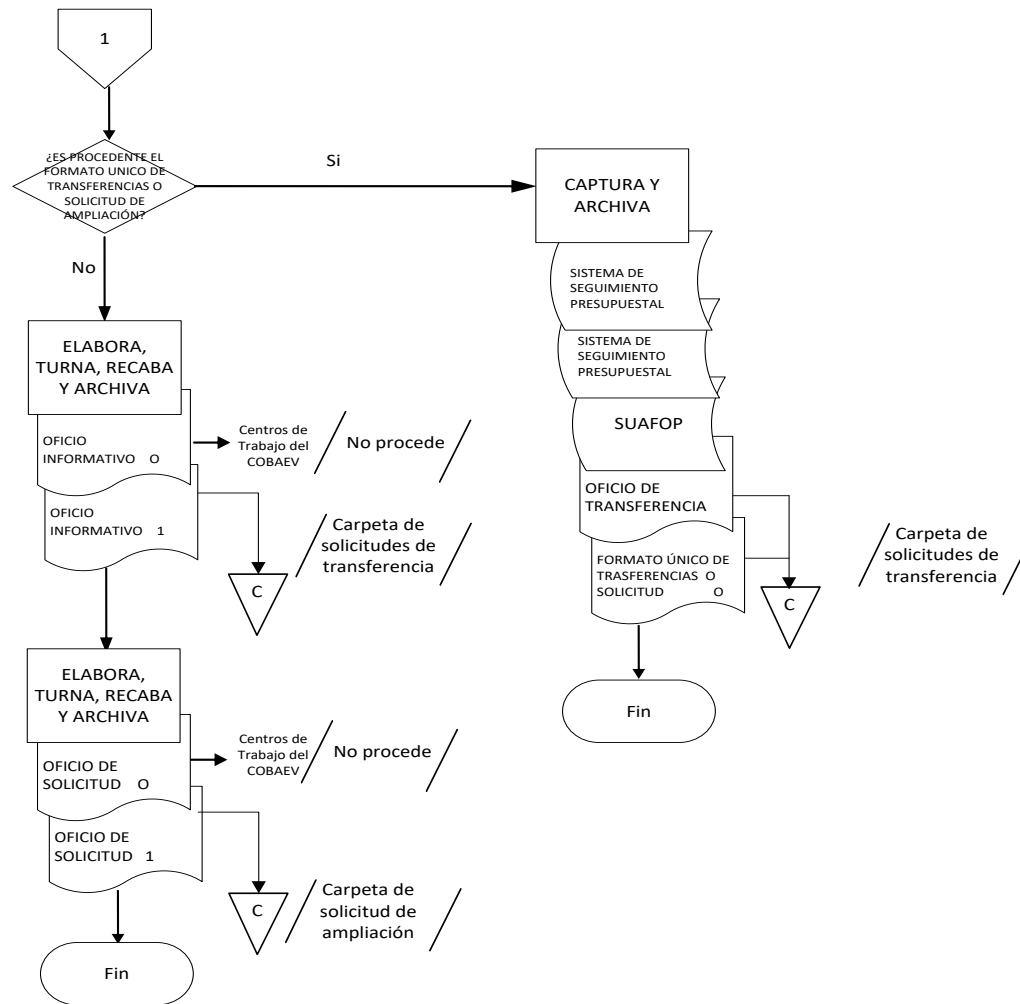 1
¿ES PROCEDENTE EL
FORMATO UNICO DE
TRANSFERENCIAS O
SOLICITUD DE
AMPLIACIÓN?
Si
No
ELABORA,
TURNA, RECABA
Y ARCHIVA
OFICIO
INFORMATIVO O
Centros de
Trabajo del
COBAEV
No procede
OFICIO
INFORMATIVO 1
Carpeta de
solicitudes de
transferencia
C
ELABORA,
TURNA, RECABA
Y ARCHIVA
OFICIO DE
SOLICITUD O
Centros de
Trabajo del
COBAEV
No procede
OFICIO DE
SOLICITUD 1
C
Carpeta de
solicitud de
ampliación
Fin
CAPTURA Y
ARCHIVA
SISTEMA DE
SEGUIMIENTO
PRESUPUESTAL
SISTEMA DE
SEGUIMIENTO
PRESUPUESTAL
SUAFOP
OFICIO DE
TRANSFERENCIA
FORMATO ÚNICO DE
TRASFERENCIAS O
SOLICITUD O
C
Carpeta de
solicitudes de
transferencia
Fin